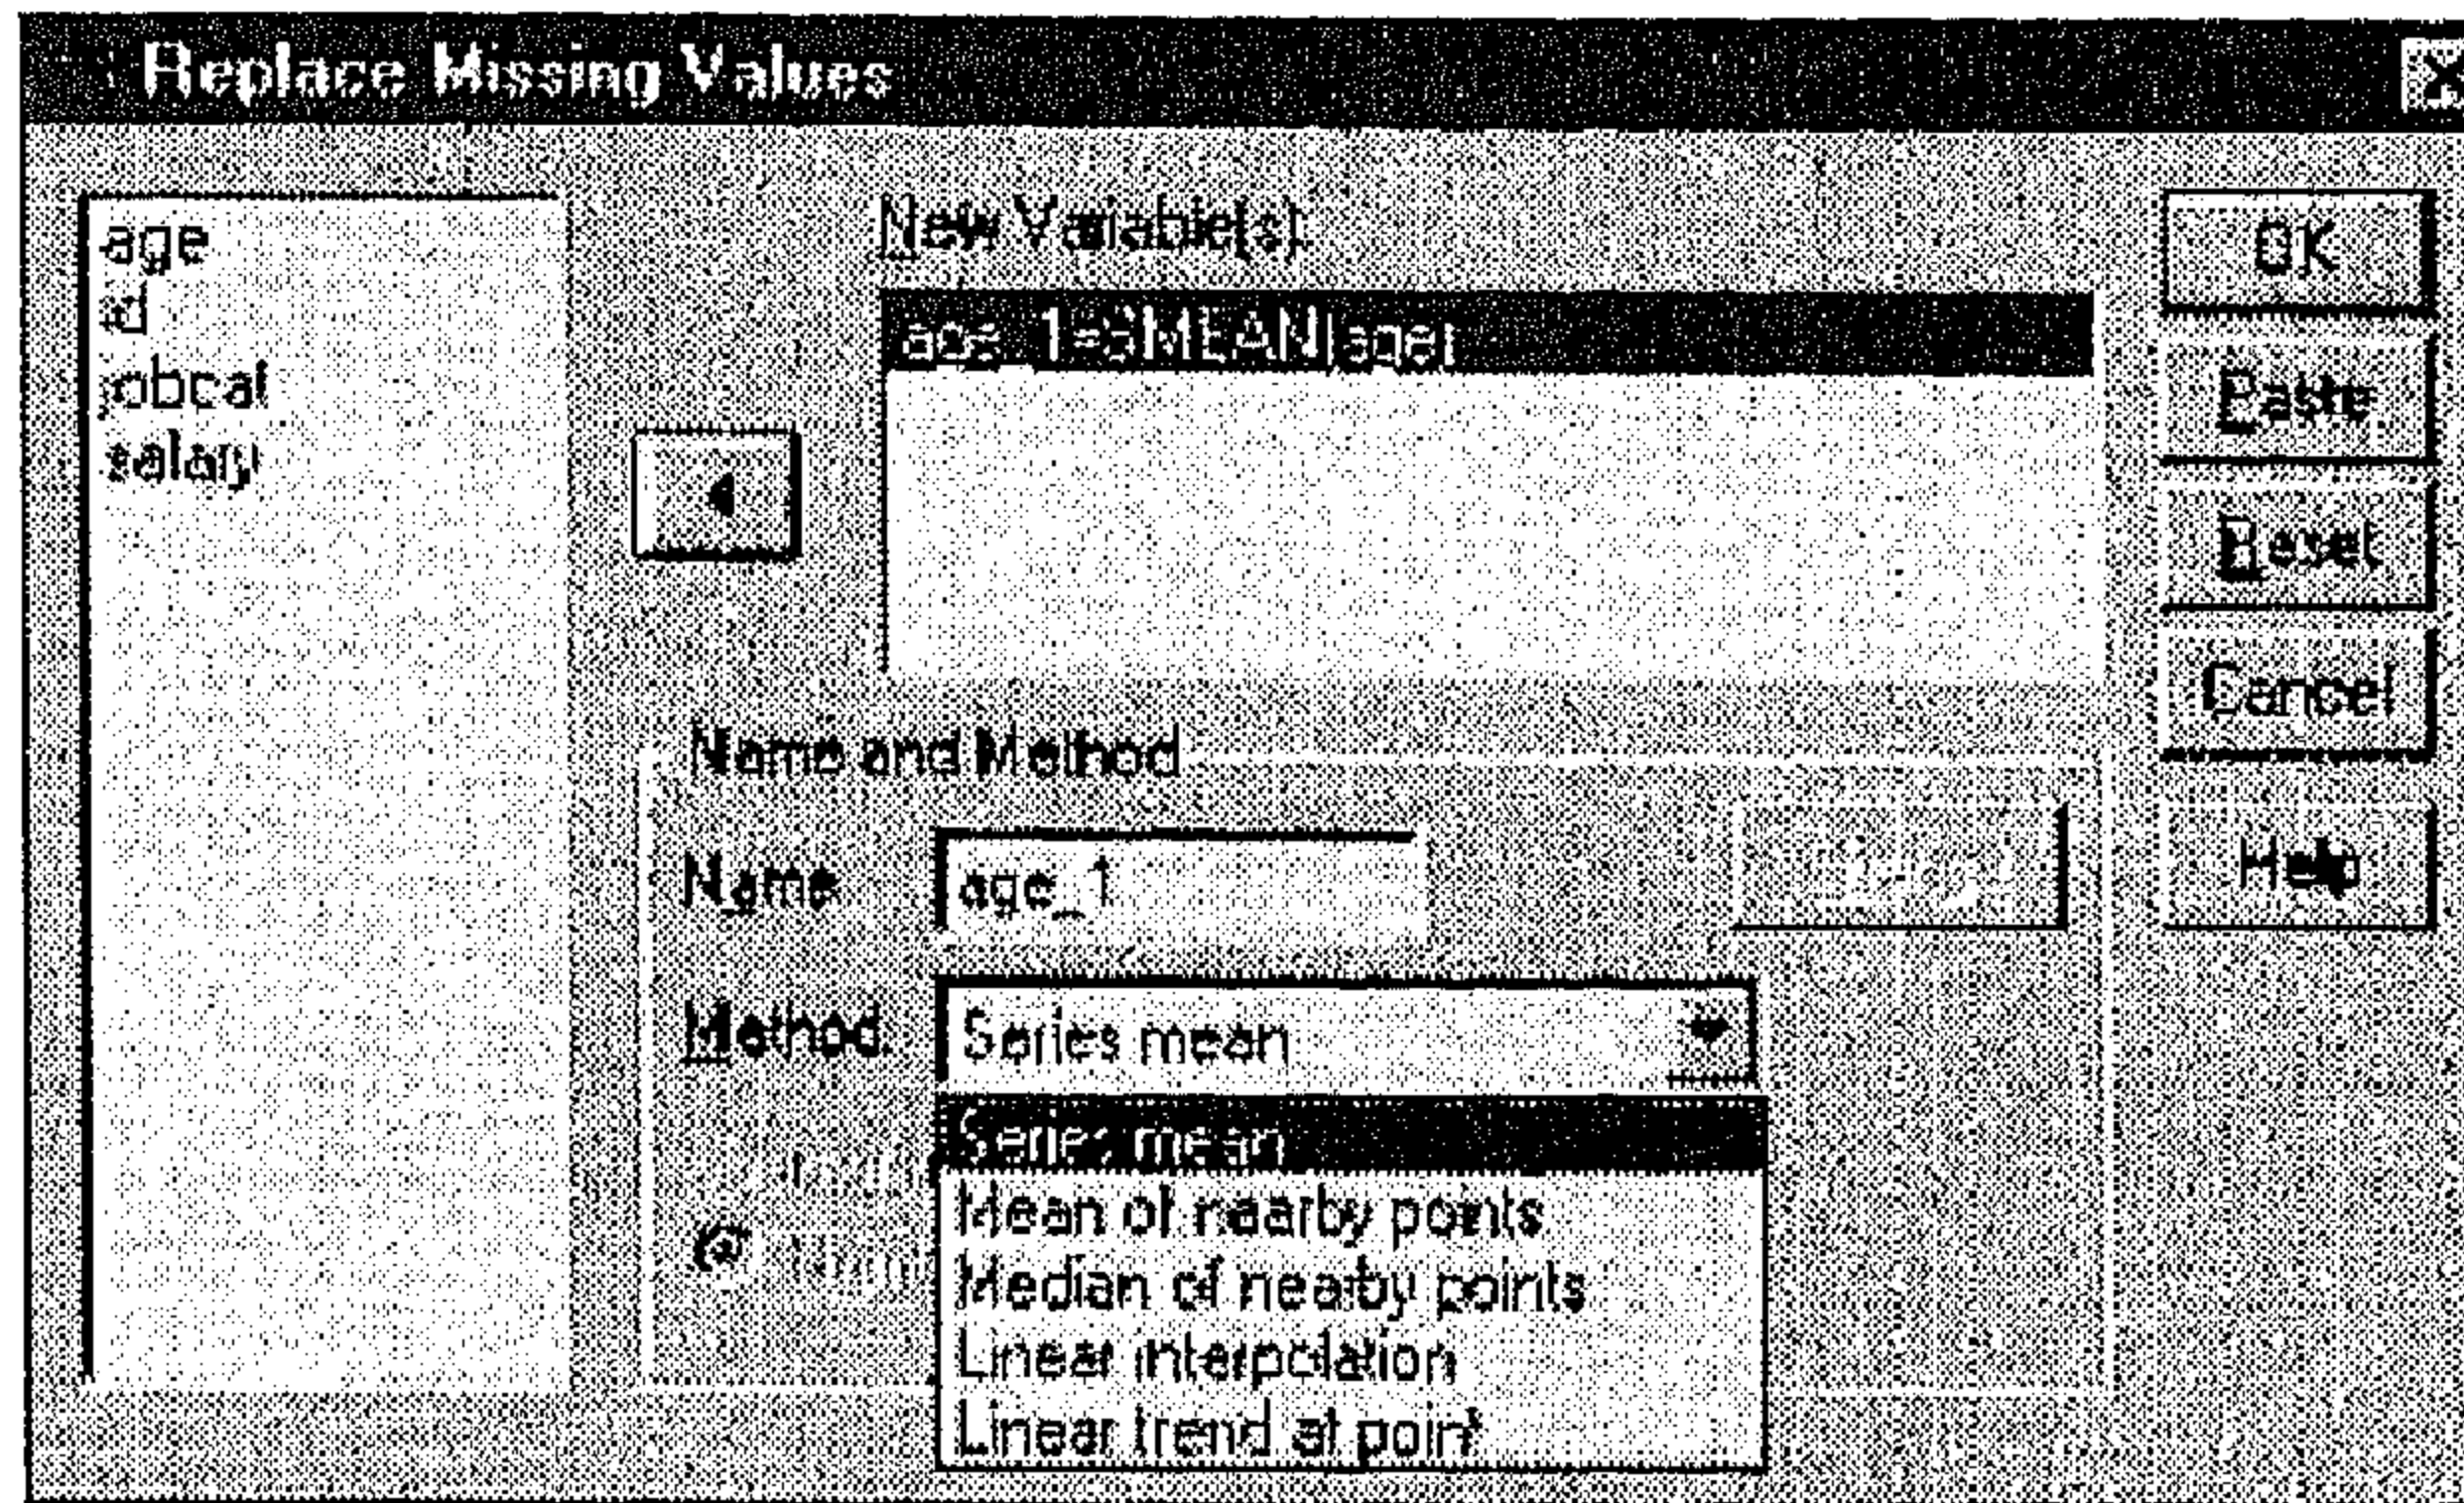 Replace Missing Values
age
id
jobcat
salary
New Variable(s):
age_1=SMEAN(age)
OK
Paste
Reset
Cancel
Help
Name and Method
Name
age_1
Method:
Series mean
Series mean
Mean of nearby points
Median of nearby points
Linear interpolation
Linear trend at point